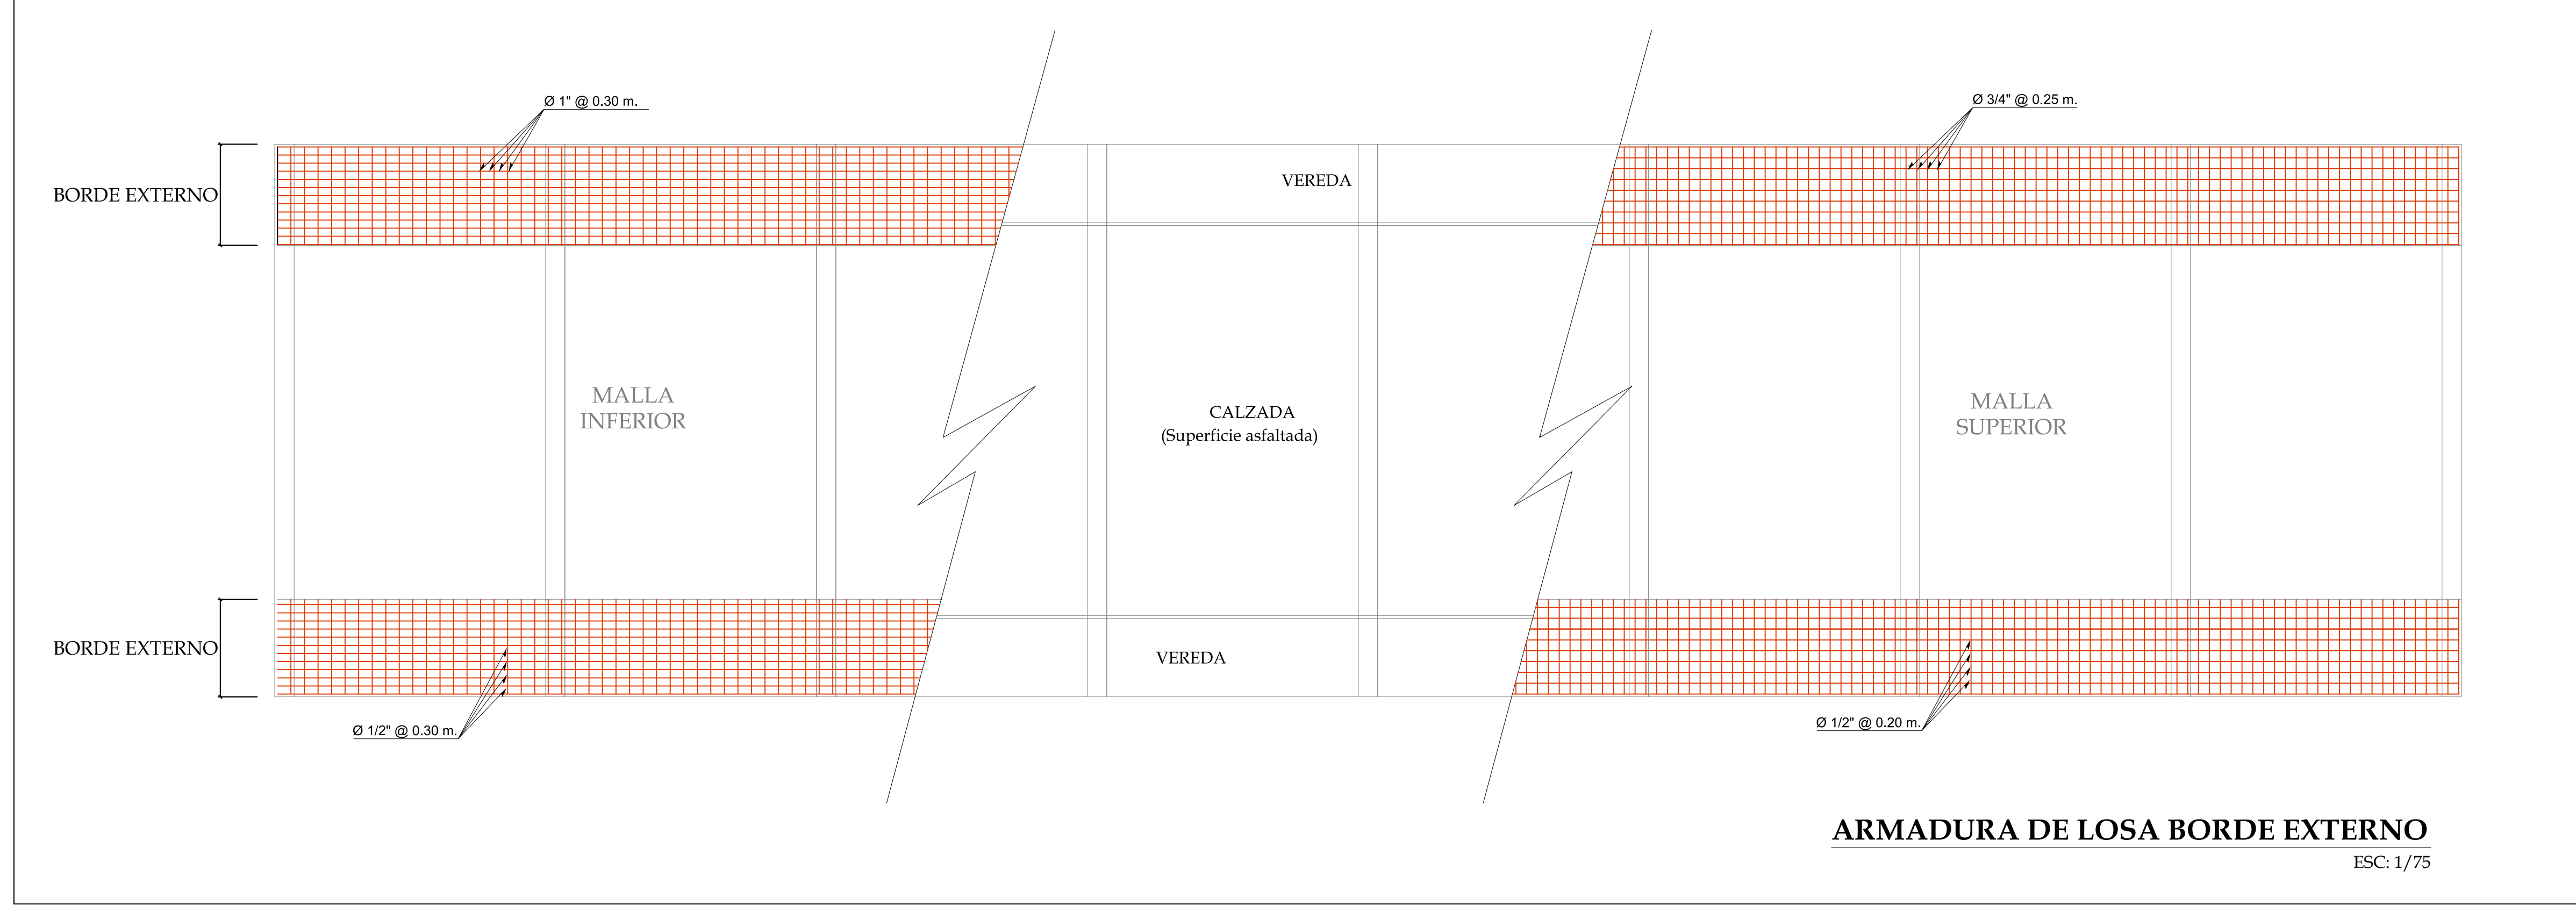 Ø 1" @ 0.30 m.
Ø 3/4" @ 0.25 m.
BORDE EXTERNO
VEREDA
MALLA
INFERIOR
CALZADA
(Superficie asfaltada)
MALLA
SUPERIOR
BORDE EXTERNO
VEREDA
Ø 1/2" @ 0.30 m.
Ø 1/2" @ 0.20 m.
ARMADURA DE LOSA BORDE EXTERNO
ESC: 1/75